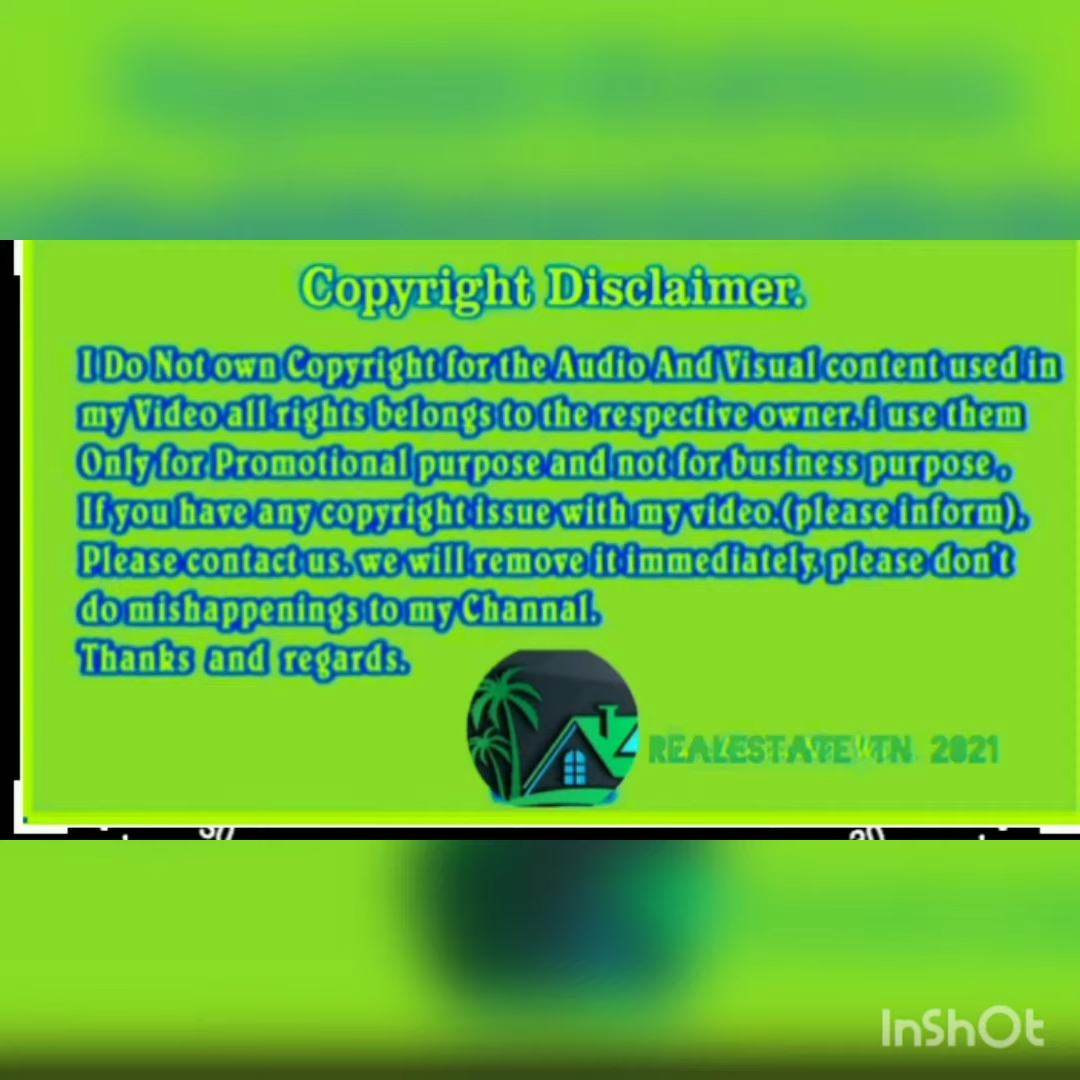 Copyright Disclaimer.
I Do Not own Copyright for the Audio And Visual content used in
my Video all rights belongs to the respective owner. i use them
Only for Promotional purpose and not for business purpose,
If you have any copyright issue with my video.(please inform),
Please contact us. we will remove it immediately, please don't
do mishappenings to my Channal.
Thanks and regards.
REALESTATEVTN 2021
InShOt